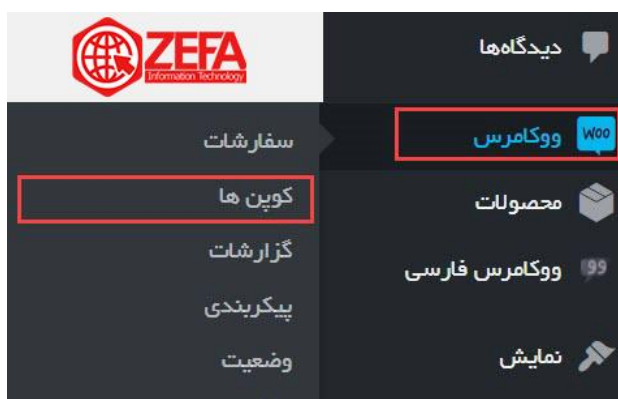 دیدگاه‌ها
ووکامرس
محصولات
ووکامرس فارسی
نمایش
ZEFA
Information Technology
سفارشات
کوپن ها
گزارشات
پیکربندی
وضعیت
Woo
99